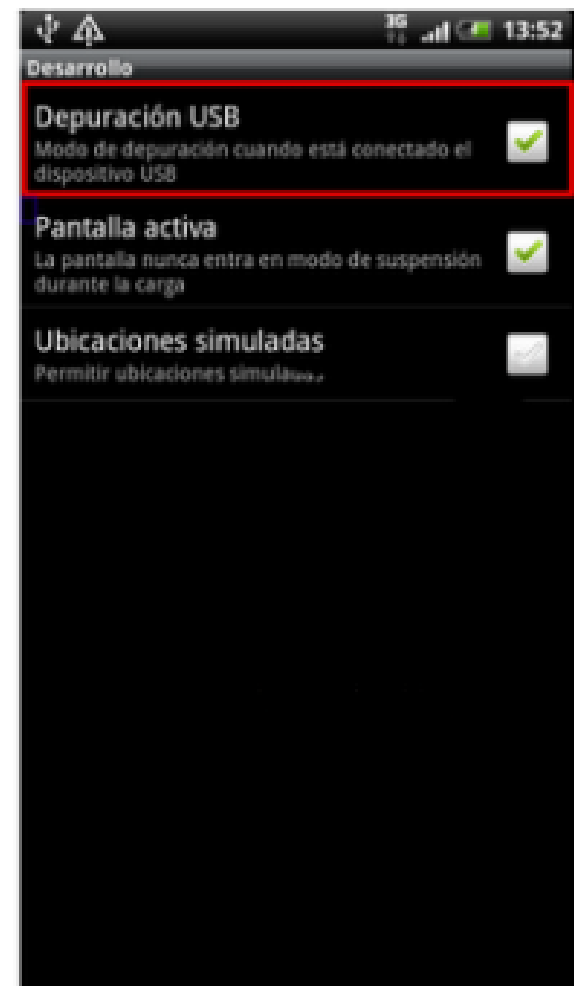 3G 13:52
Desarrollo
Depuración USB
Modo de depuración cuando está conectado el
dispositivo USB
Pantalla activa
La pantalla nunca entra en modo de suspensión
durante la carga
Ubicaciones simuladas
Permitir ubicaciones